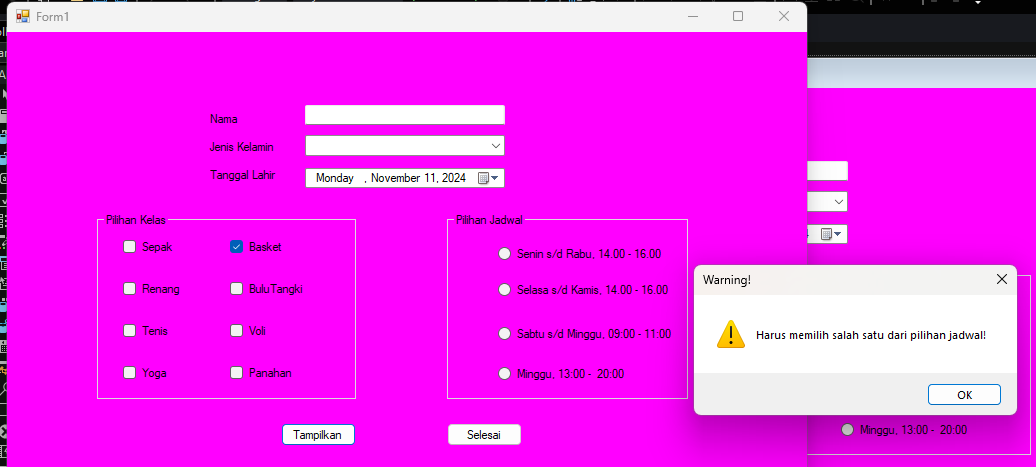 Form1
Nama
Jenis Kelamin
Tanggal Lahir
Monday , November 11, 2024
Pilihan Kelas
Sepak
Basket
Renang
BuluTangki
Tenis
Voli
Yoga
Panahan
Pilihan Jadwal
Senin s/d Rabu, 14.00 - 16.00
Selasa s/d Kamis, 14.00 - 16.00
Sabtu s/d Minggu, 09:00 - 11:00
Minggu, 13:00 - 20:00
Tampilkan
Selesai
Warning!
Harus memilih salah satu dari pilihan jadwal!
OK
Minggu, 13:00 - 20:00